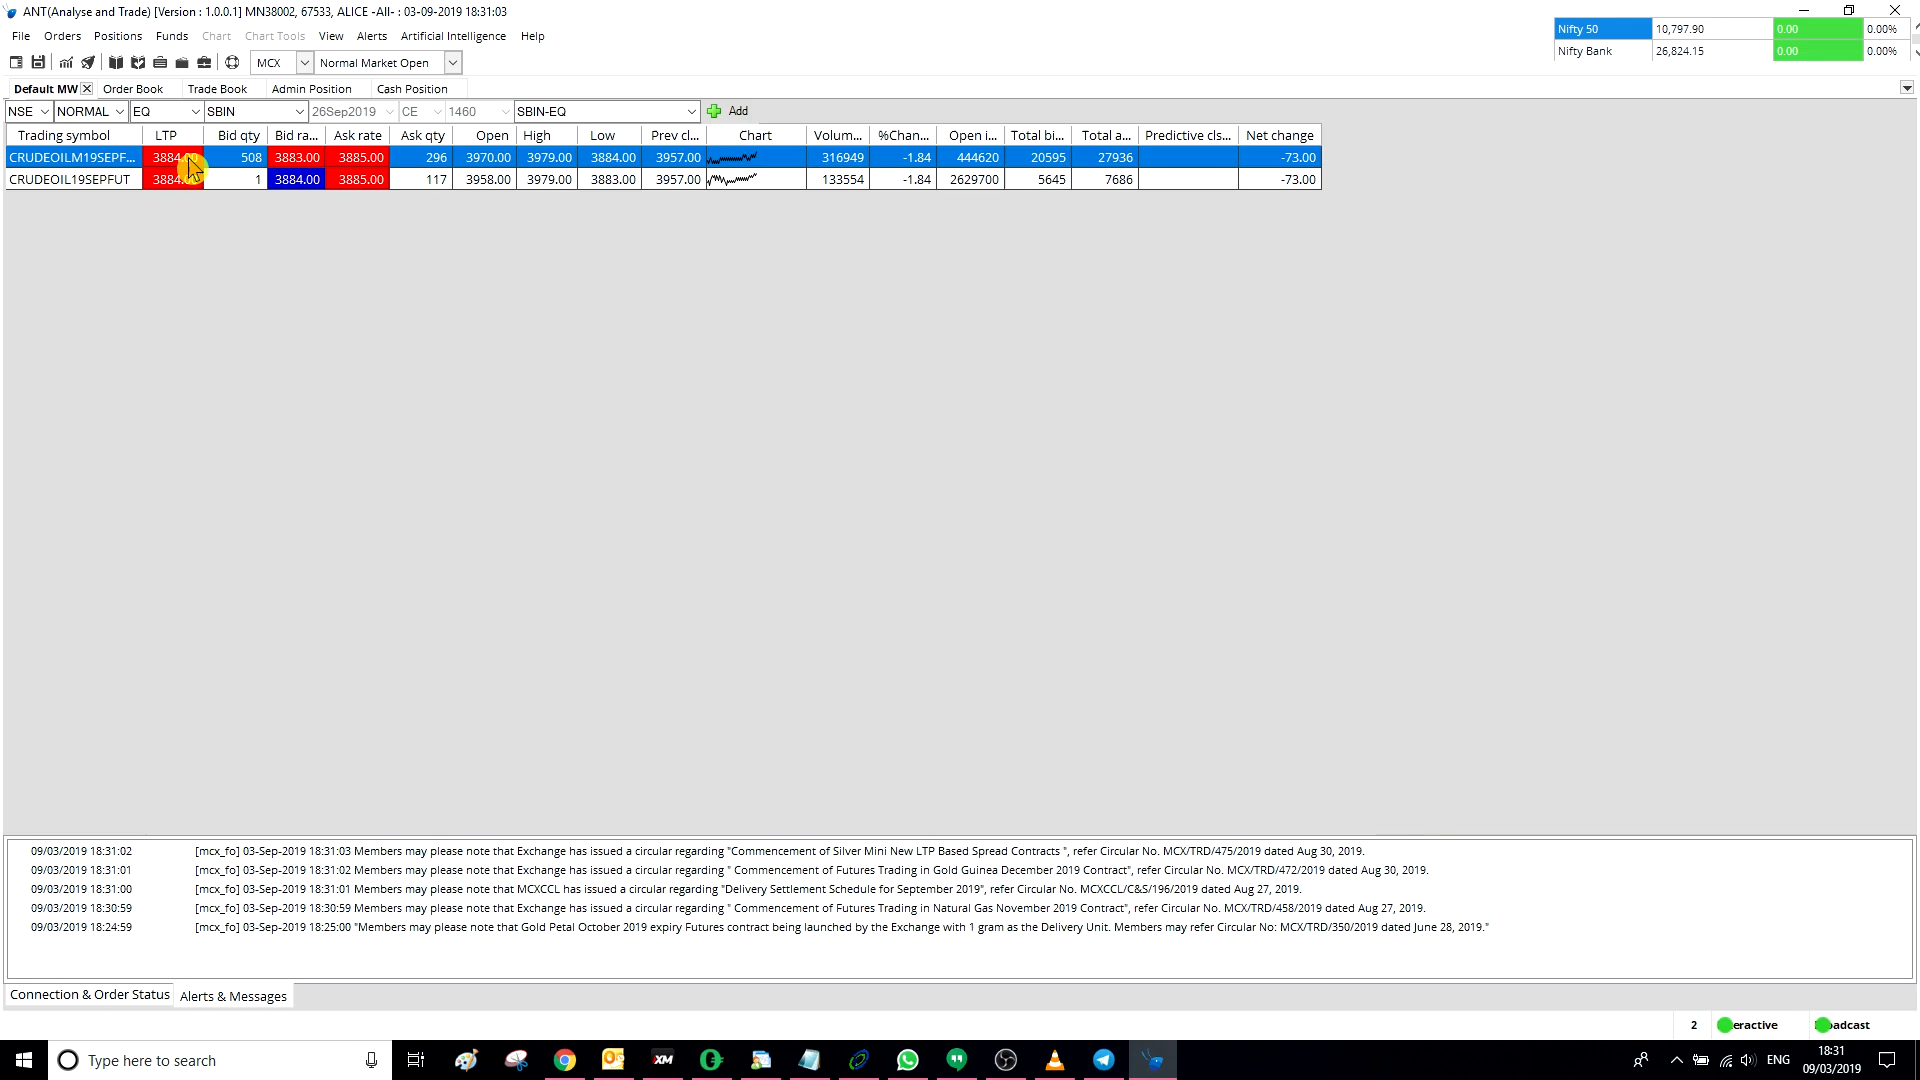 ANT(Analyse and Trade) [Version : 1.0.0.1] MN38002, 67533, ALICE -All- : 03-09-2019 18:31:03
File Orders Positions Funds Chart Chart Tools View Alerts Artificial Intelligence Help
Nifty 50 10,797.90 0.00 0.00%
Nifty Bank 26,824.15 0.00 0.00%
MCX Normal Market Open
Default MW Order Book Trade Book Admin Position Cash Position
NSE NORMAL EQ SBIN 26Sep2019 CE 1460 SBIN-EQ Add
Trading symbol LTP Bid qty Bid ra... Ask rate Ask qty Open High Low Prev cl... Chart Volum... %Chan... Open i... Total bi... Total a... Predictive cls... Net change
CRUDEOILM19SEPF... 3884.00 508 3883.00 3885.00 296 3970.00 3979.00 3884.00 3957.00 316949 -1.84 444620 20595 27936 -73.00
CRUDEOIL19SEPFUT 3884.00 1 3884.00 3885.00 117 3958.00 3979.00 3883.00 3957.00 133554 -1.84 2629700 5645 7686 -73.00
09/03/2019 18:31:02 [mcx_fo] 03-Sep-2019 18:31:03 Members may please note that Exchange has issued a circular regarding "Commencement of Silver Mini New LTP Based Spread Contracts ", refer Circular No. MCX/TRD/475/2019 dated Aug 30, 2019.
09/03/2019 18:31:01 [mcx_fo] 03-Sep-2019 18:31:02 Members may please note that Exchange has issued a circular regarding " Commencement of Futures Trading in Gold Guinea December 2019 Contract", refer Circular No. MCX/TRD/472/2019 dated Aug 30, 2019.
09/03/2019 18:31:00 [mcx_fo] 03-Sep-2019 18:31:01 Members may please note that MCXCCL has issued a circular regarding "Delivery Settlement Schedule for September 2019", refer Circular No. MCXCCL/C&S/196/2019 dated Aug 27, 2019.
09/03/2019 18:30:59 [mcx_fo] 03-Sep-2019 18:30:59 Members may please note that Exchange has issued a circular regarding " Commencement of Futures Trading in Natural Gas November 2019 Contract", refer Circular No. MCX/TRD/458/2019 dated Aug 27, 2019.
09/03/2019 18:24:59 [mcx_fo] 03-Sep-2019 18:25:00 "Members may please note that Gold Petal October 2019 expiry Futures contract being launched by the Exchange with 1 gram as the Delivery Unit. Members may refer Circular No: MCX/TRD/350/2019 dated June 28, 2019."
Connection & Order Status Alerts & Messages
2 eractive adcast
Type here to search XM ENG 18:31
09/03/2019